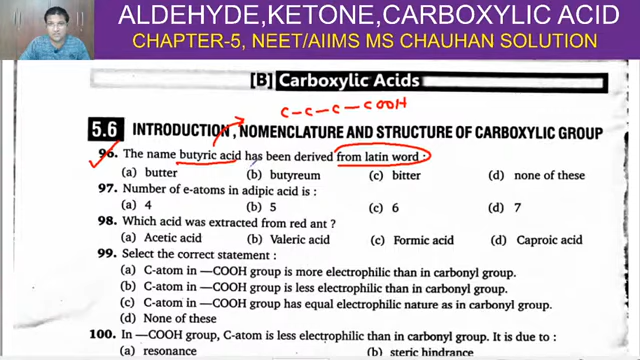 ALDEHYDE,KETONE,CARBOXYLIC ACID
CHAPTER-5, NEET/AIIMS MS CHAUHAN SOLUTION
[B] Carboxylic Acids
C-C-C-COOH
5.6 INTRODUCTION, NOMENCLATURE AND STRUCTURE OF CARBOXYLIC GROUP
96. The name butyric acid has been derived from latin word :
(a) butter (b) butyreum (c) bitter (d) none of these
97. Number of e-atoms in adipic acid is :
(a) 4 (b) 5 (c) 6 (d) 7
98. Which acid was extracted from red ant ?
(a) Acetic acid (b) Valeric acid (c) Formic acid (d) Caproic acid
99. Select the correct statement :
(a) C-atom in —COOH group is more electrophilic than in carbonyl group.
(b) C-atom in —COOH group is less electrophilic than in carbonyl group.
(c) C-atom in —COOH group has equal electrophilic nature as in carbonyl group.
(d) None of these
100. In —COOH group, C-atom is less electrophilic than in carbonyl group. It is due to :
(a) resonance (b) steric hindrance